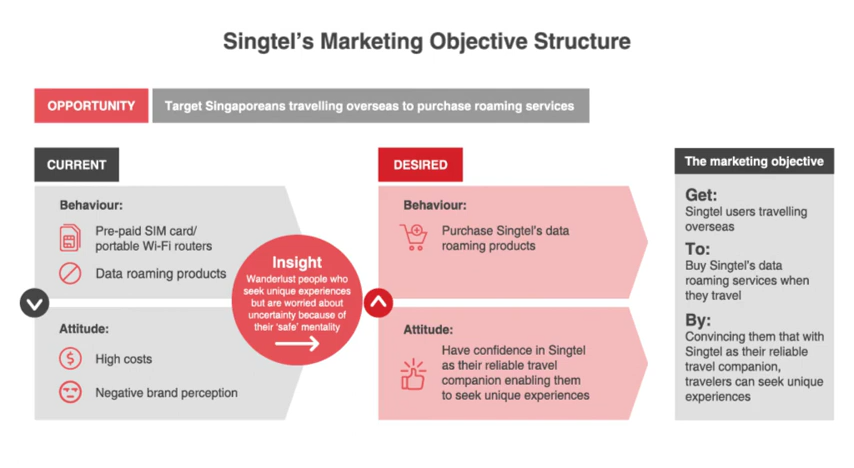 Singtel's Marketing Objective Structure
OPPORTUNITY
Target Singaporeans travelling overseas to purchase roaming services
CURRENT
Behaviour:
Pre-paid SIM card/
portable Wi-Fi routers
Data roaming products
Attitude:
High costs
Negative brand perception
Insight
Wanderlust people who
seek unique experiences
but are worried about
uncertainty because of
their 'safe' mentality
DESIRED
Behaviour:
Purchase Singtel's data
roaming products
Attitude:
Have confidence in Singtel
as their reliable travel
companion enabling them
to seek unique experiences
The marketing objective
Get:
Singtel users travelling
overseas
To:
Buy Singtel's data
roaming services when
they travel
By:
Convincing them that with
Singtel as their reliable
travel companion,
travelers can seek unique
experiences